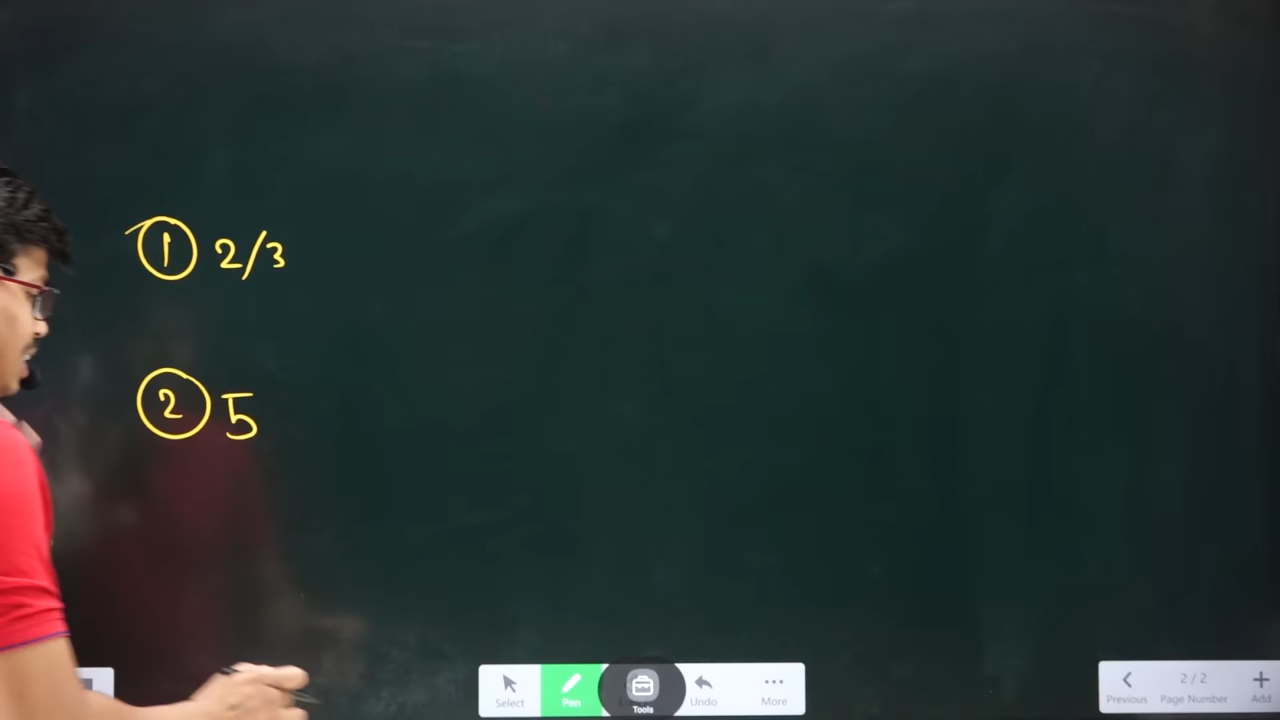 ① 2/3
② 5
Select Pen Tools Undo More
2 / 2
Previous Page Number Add